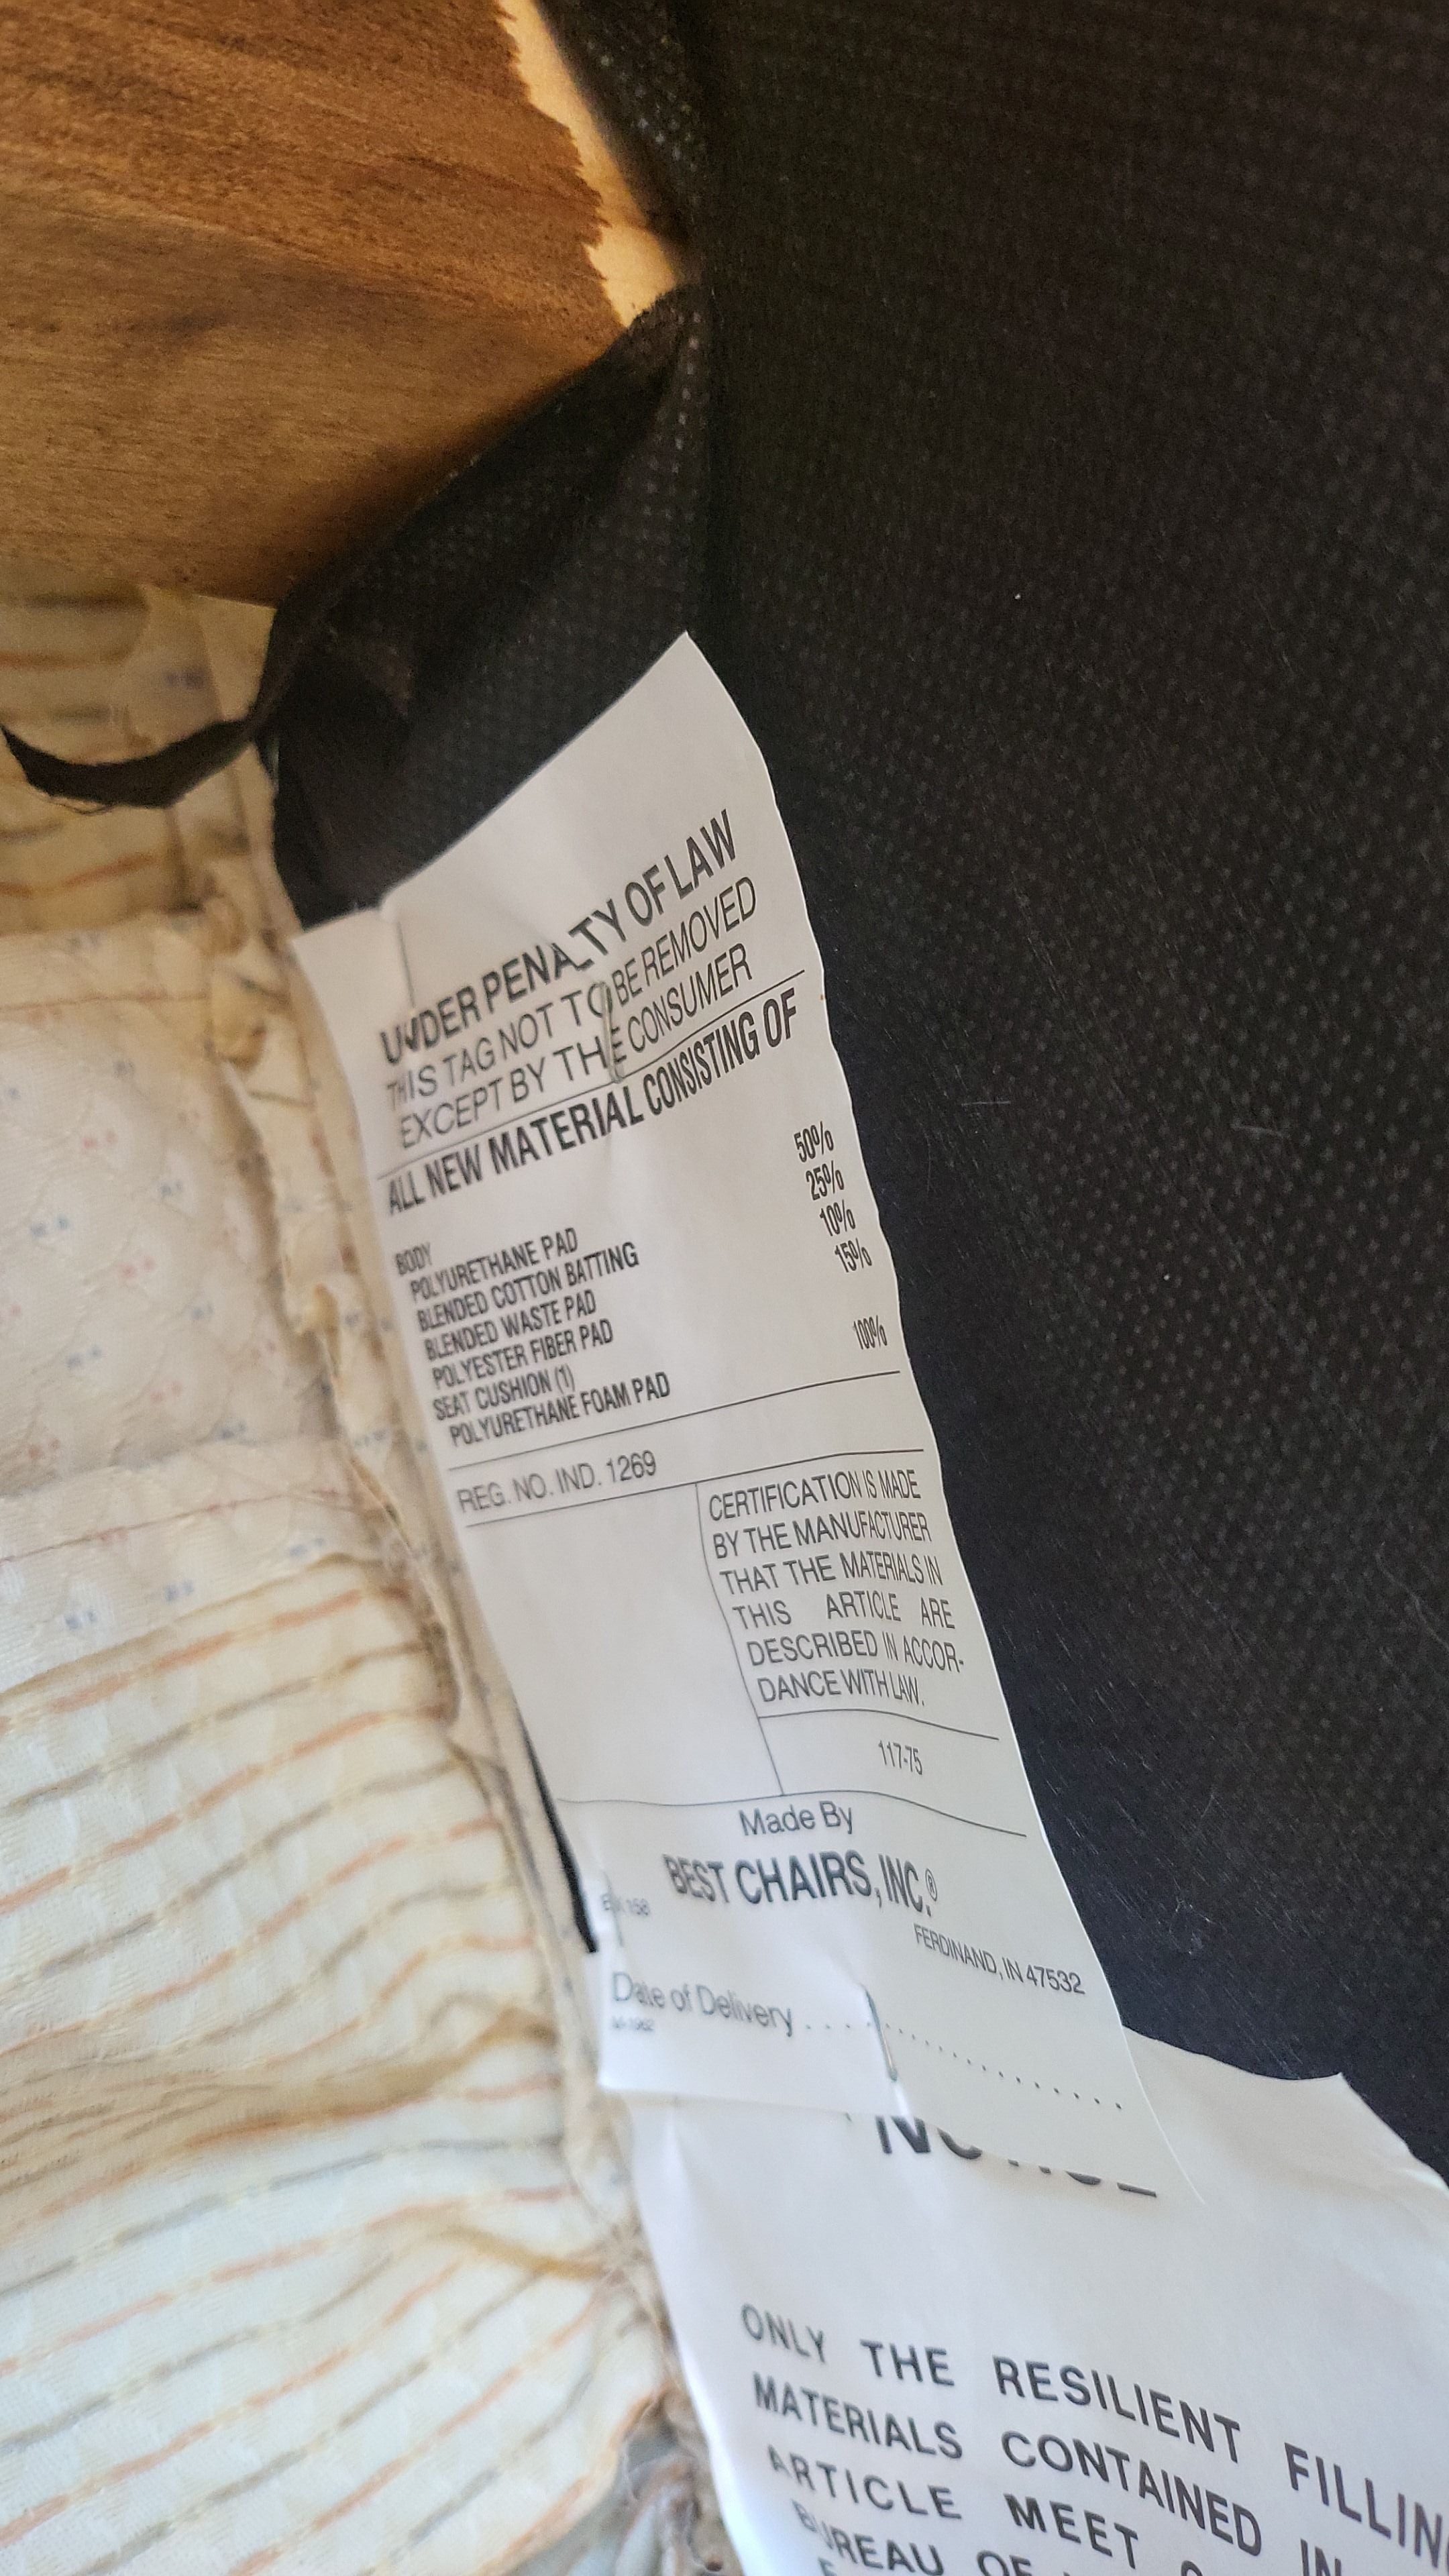 UNDER PENALTY OF LAW
THIS TAG NOT TO BE REMOVED
EXCEPT BY THE CONSUMER
ALL NEW MATERIAL CONSISTING OF
BODY
POLYURETHANE PAD 50%
BLENDED COTTON BATTING 25%
BLENDED WASTE PAD 10%
POLYESTER FIBER PAD 15%
SEAT CUSHION (1)
POLYURETHANE FOAM PAD 100%
REG. NO. IND. 1269
CERTIFICATION IS MADE
BY THE MANUFACTURER
THAT THE MATERIALS IN
THIS ARTICLE ARE
DESCRIBED IN ACCOR-
DANCE WITH LAW.
117-75
Made By
BEST CHAIRS, INC.®
FERDINAND, IN 47532
Date of Delivery ....................
ONLY THE RESILIENT FILLIN
MATERIALS CONTAINED IN
ARTICLE MEET
BUREAU OF